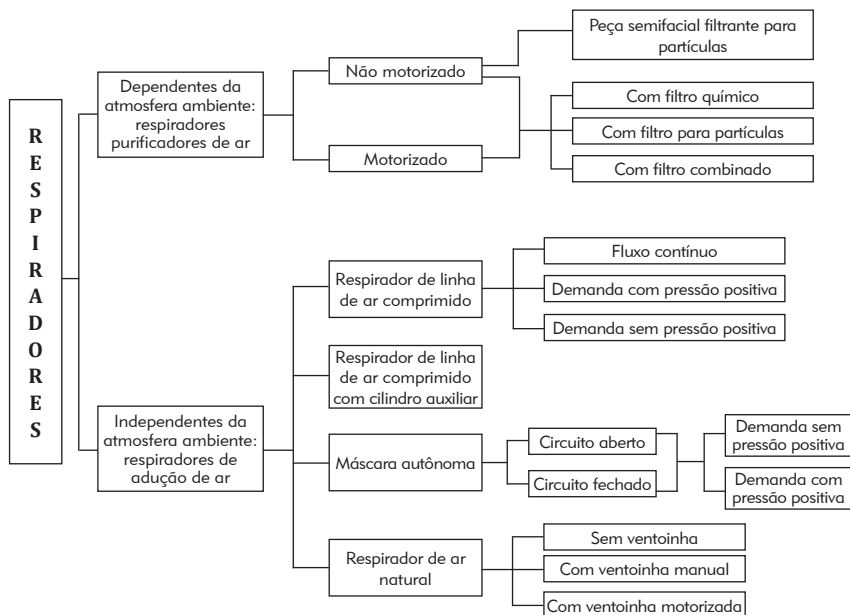 RESPIRADORES
Dependentes da
atmosfera ambiente:
respiradores
purificadores de ar
Não motorizado
Peça semifacial filtrante para
partículas
Motorizado
Com filtro químico
Com filtro para partículas
Com filtro combinado
Independentes da
atmosfera ambiente:
respiradores de
adução de ar
Respirador de linha
de ar comprimido
Fluxo contínuo
Demanda com pressão positiva
Demanda sem pressão positiva
Respirador de linha
de ar comprimido
com cilindro auxiliar
Máscara autônoma
Circuito aberto
Circuito fechado
Demanda sem
pressão positiva
Demanda com
pressão positiva
Respirador de ar
natural
Sem ventoinha
Com ventoinha manual
Com ventoinha motorizada